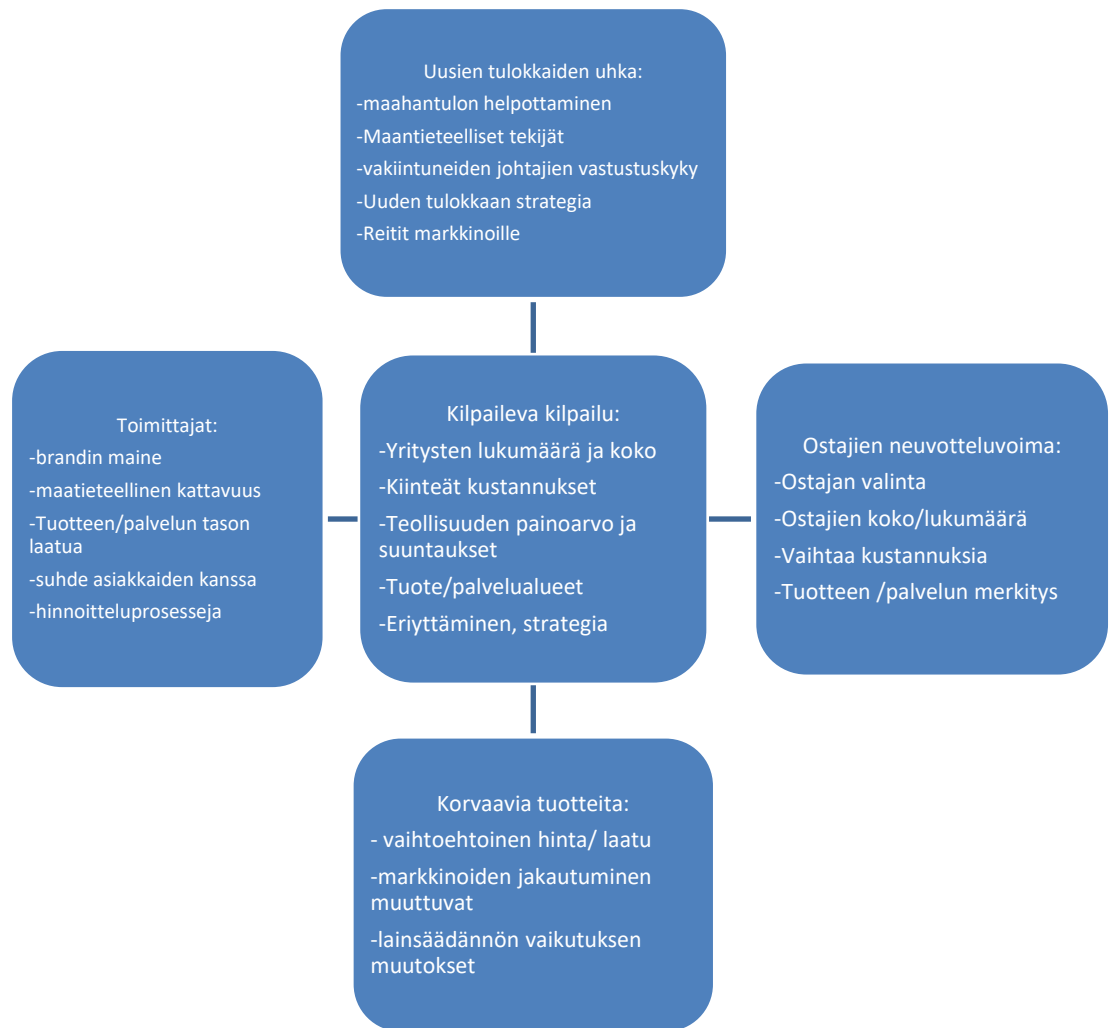 Uusien tulokkaiden uhka:
-maahantulon helpottaminen
-Maantieteelliset tekijät
-vakiintuneiden johtajien vastustuskyky
-Uuden tulokkaan strategia
-Reitit markkinoille
Toimittajat:
-brandin maine
-maatieteellinen kattavuus
-Tuotteen/palvelun tason
laatua
-suhde asiakkaiden kanssa
-hinnoitteluprosesseja
Kilpaileva kilpailu:
-Yritysten lukumäärä ja koko
-Kiinteät kustannukset
-Teollisuuden painoarvo ja
suuntaukset
-Tuote/palvelualueet
-Eriyttäminen, strategia
Ostajien neuvotteluvoima:
-Ostajan valinta
-Ostajien koko/lukumäärä
-Vaihtaa kustannuksia
-Tuotteen /palvelun merkitys
Korvaavia tuotteita:
- vaihtoehtoinen hinta/ laatu
-markkinoiden jakautuminen
muuttuvat
-lainsäädännön vaikutuksen
muutokset